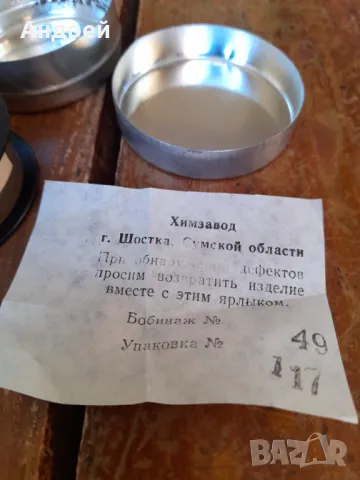 Андрей
Химзавод
г. Шостка, Сумской области
При обнаружении дефектов
просим возвратить изделие
вместе с этим ярлыком.
Бобинаж № 49
Упаковка № 117
BAZAR